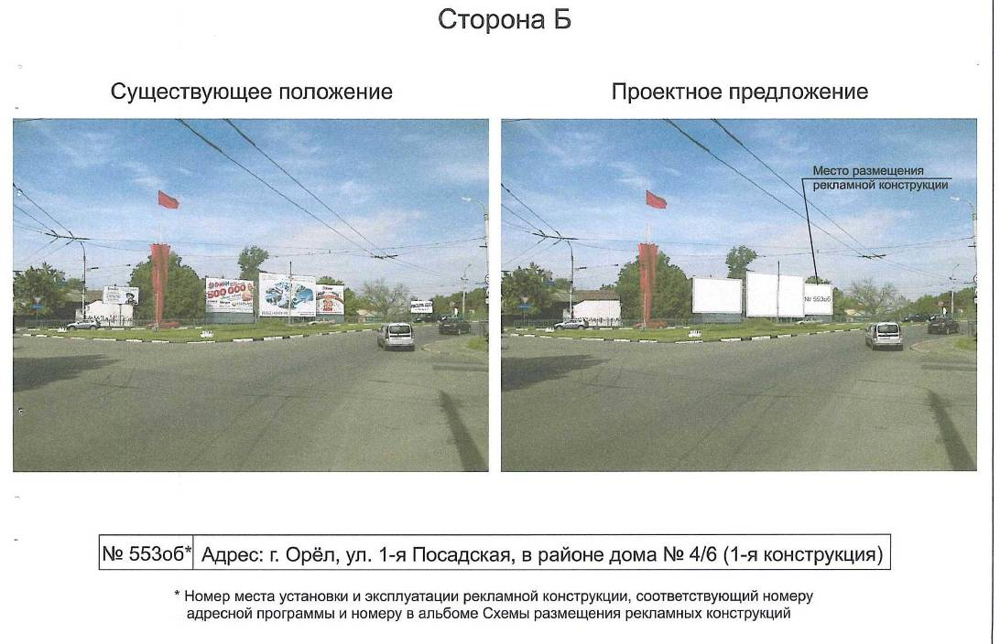 Сторона Б
Существующее положение
Проектное предложение
Место размещения
рекламной конструкции
500 000
№ 553об
№ 553об* Адрес: г. Орёл, ул. 1-я Посадская, в районе дома № 4/6 (1-я конструкция)
* Номер места установки и эксплуатации рекламной конструкции, соответствующий номеру
адресной программы и номеру в альбоме Схемы размещения рекламных конструкций